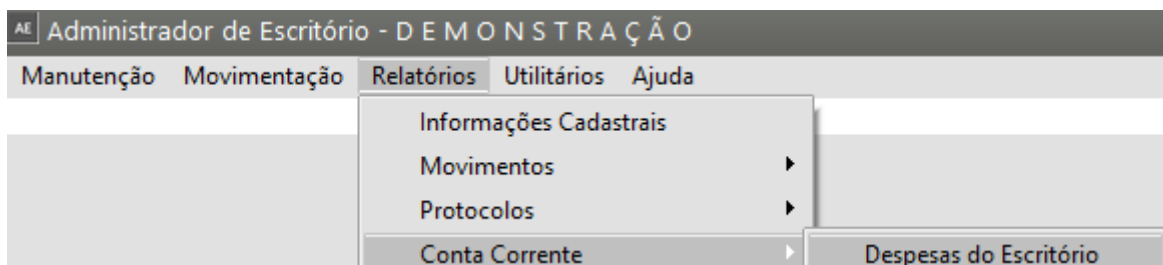 AE Administrador de Escritório - D E M O N S T R A Ç Ã O
Manutenção Movimentação Relatórios Utilitários Ajuda
Informações Cadastrais
Movimentos
Protocolos
Conta Corrente Despesas do Escritório